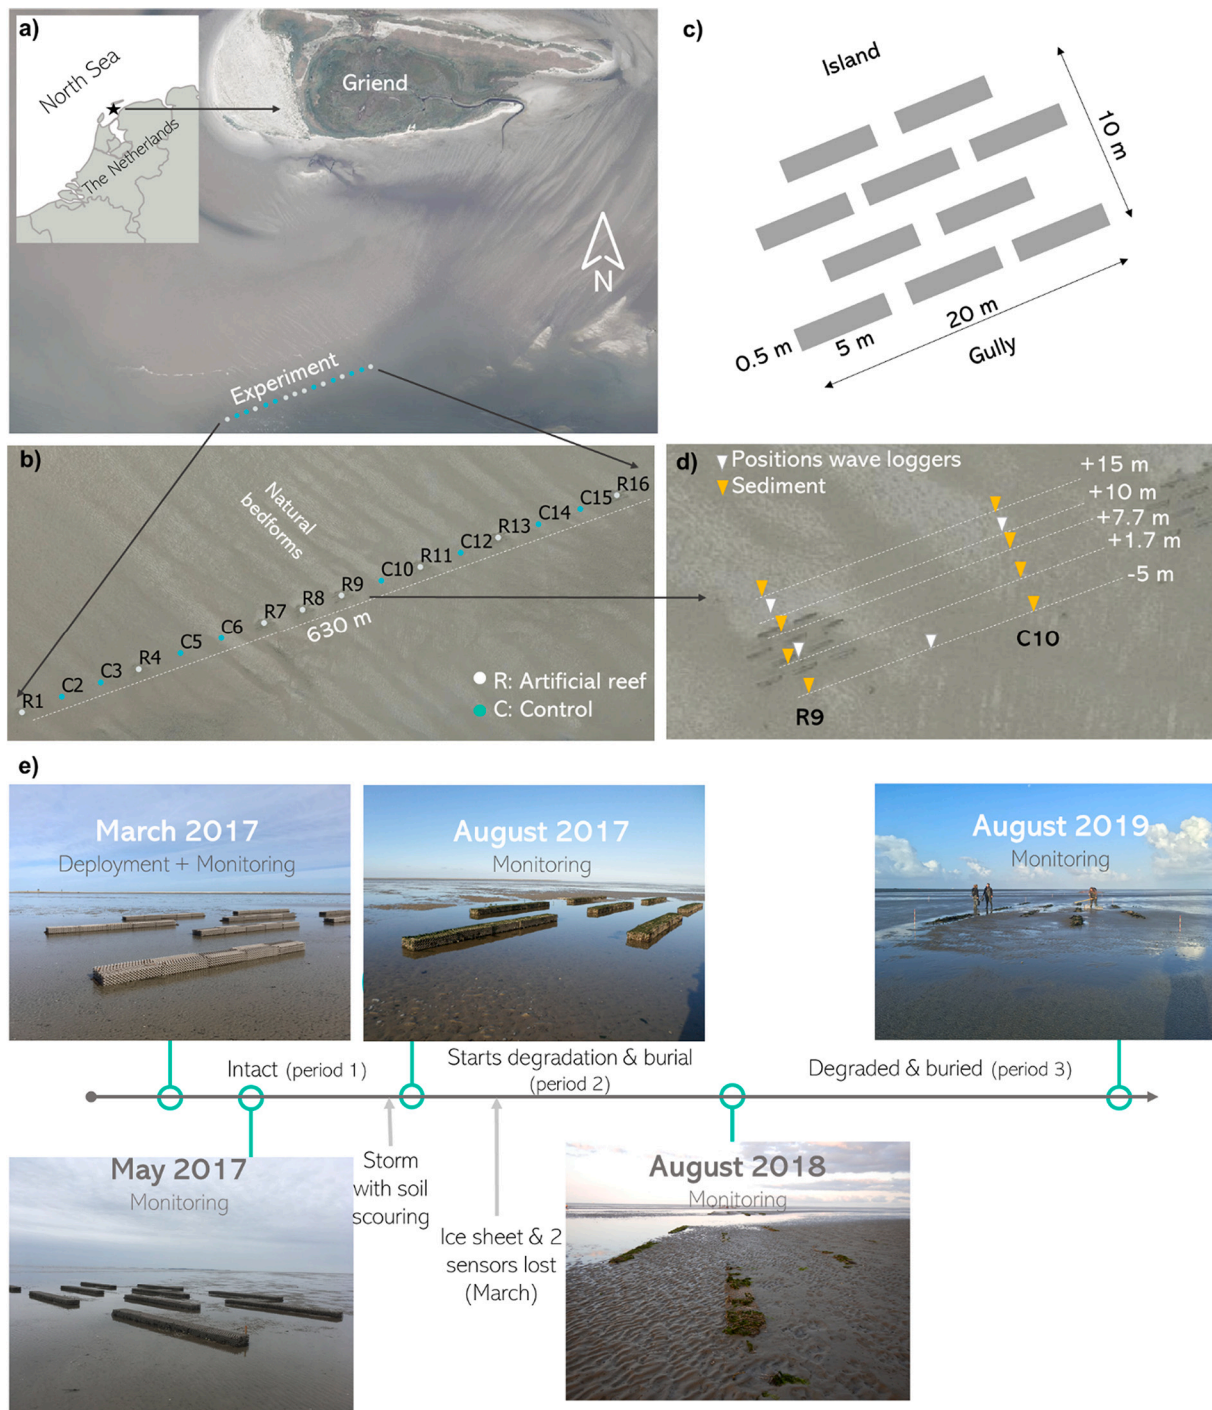 a)
North Sea
The Netherlands
Griend
N
Experiment
c)
Island
10 m
20 m
0.5 m
5 m
Gully
b)
Natural
bedforms
R1
C2
C3
R4
C5
C6
R7
R8
R9
C10
R11
C12
R13
C14
C15
R16
630 m
R: Artificial reef
C: Control
d)
Positions wave loggers
Sediment
+15 m
+10 m
+7.7 m
+1.7 m
-5 m
C10
R9
e)
March 2017
Deployment + Monitoring
August 2017
Monitoring
August 2019
Monitoring
Intact (period 1)
Starts degradation & burial
(period 2)
Degraded & buried (period 3)
May 2017
Monitoring
Storm
with soil
scouring
Ice sheet & 2
sensors lost
(March)
August 2018
Monitoring